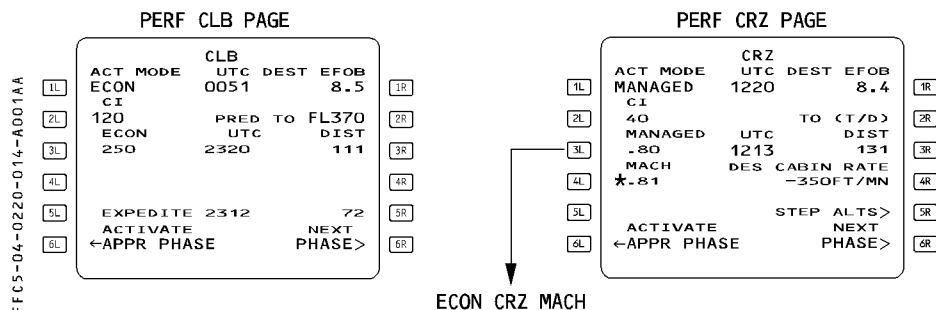 PERF CLB PAGE
CLB
ACT MODE UTC DEST EFOB
1L ECON 0051 8.5 1R
CI
2L 120 PRED TO FL370 2R
ECON UTC DIST
3L 250 2320 111 3R
4L 4R
5L EXPEDITE 2312 72 5R
ACTIVATE NEXT
6L ←APPR PHASE PHASE> 6R
FFC5-04-0220-014-A001AA
PERF CRZ PAGE
CRZ
ACT MODE UTC DEST EFOB
1L MANAGED 1220 8.4 1R
CI
2L 40 TO (T/D) 2R
MANAGED UTC DIST
3L .80 1213 131 3R
MACH DES CABIN RATE
4L *.81 -350FT/MN 4R
5L STEP ALTS> 5R
ACTIVATE NEXT
6L ←APPR PHASE PHASE> 6R
ECON CRZ MACH